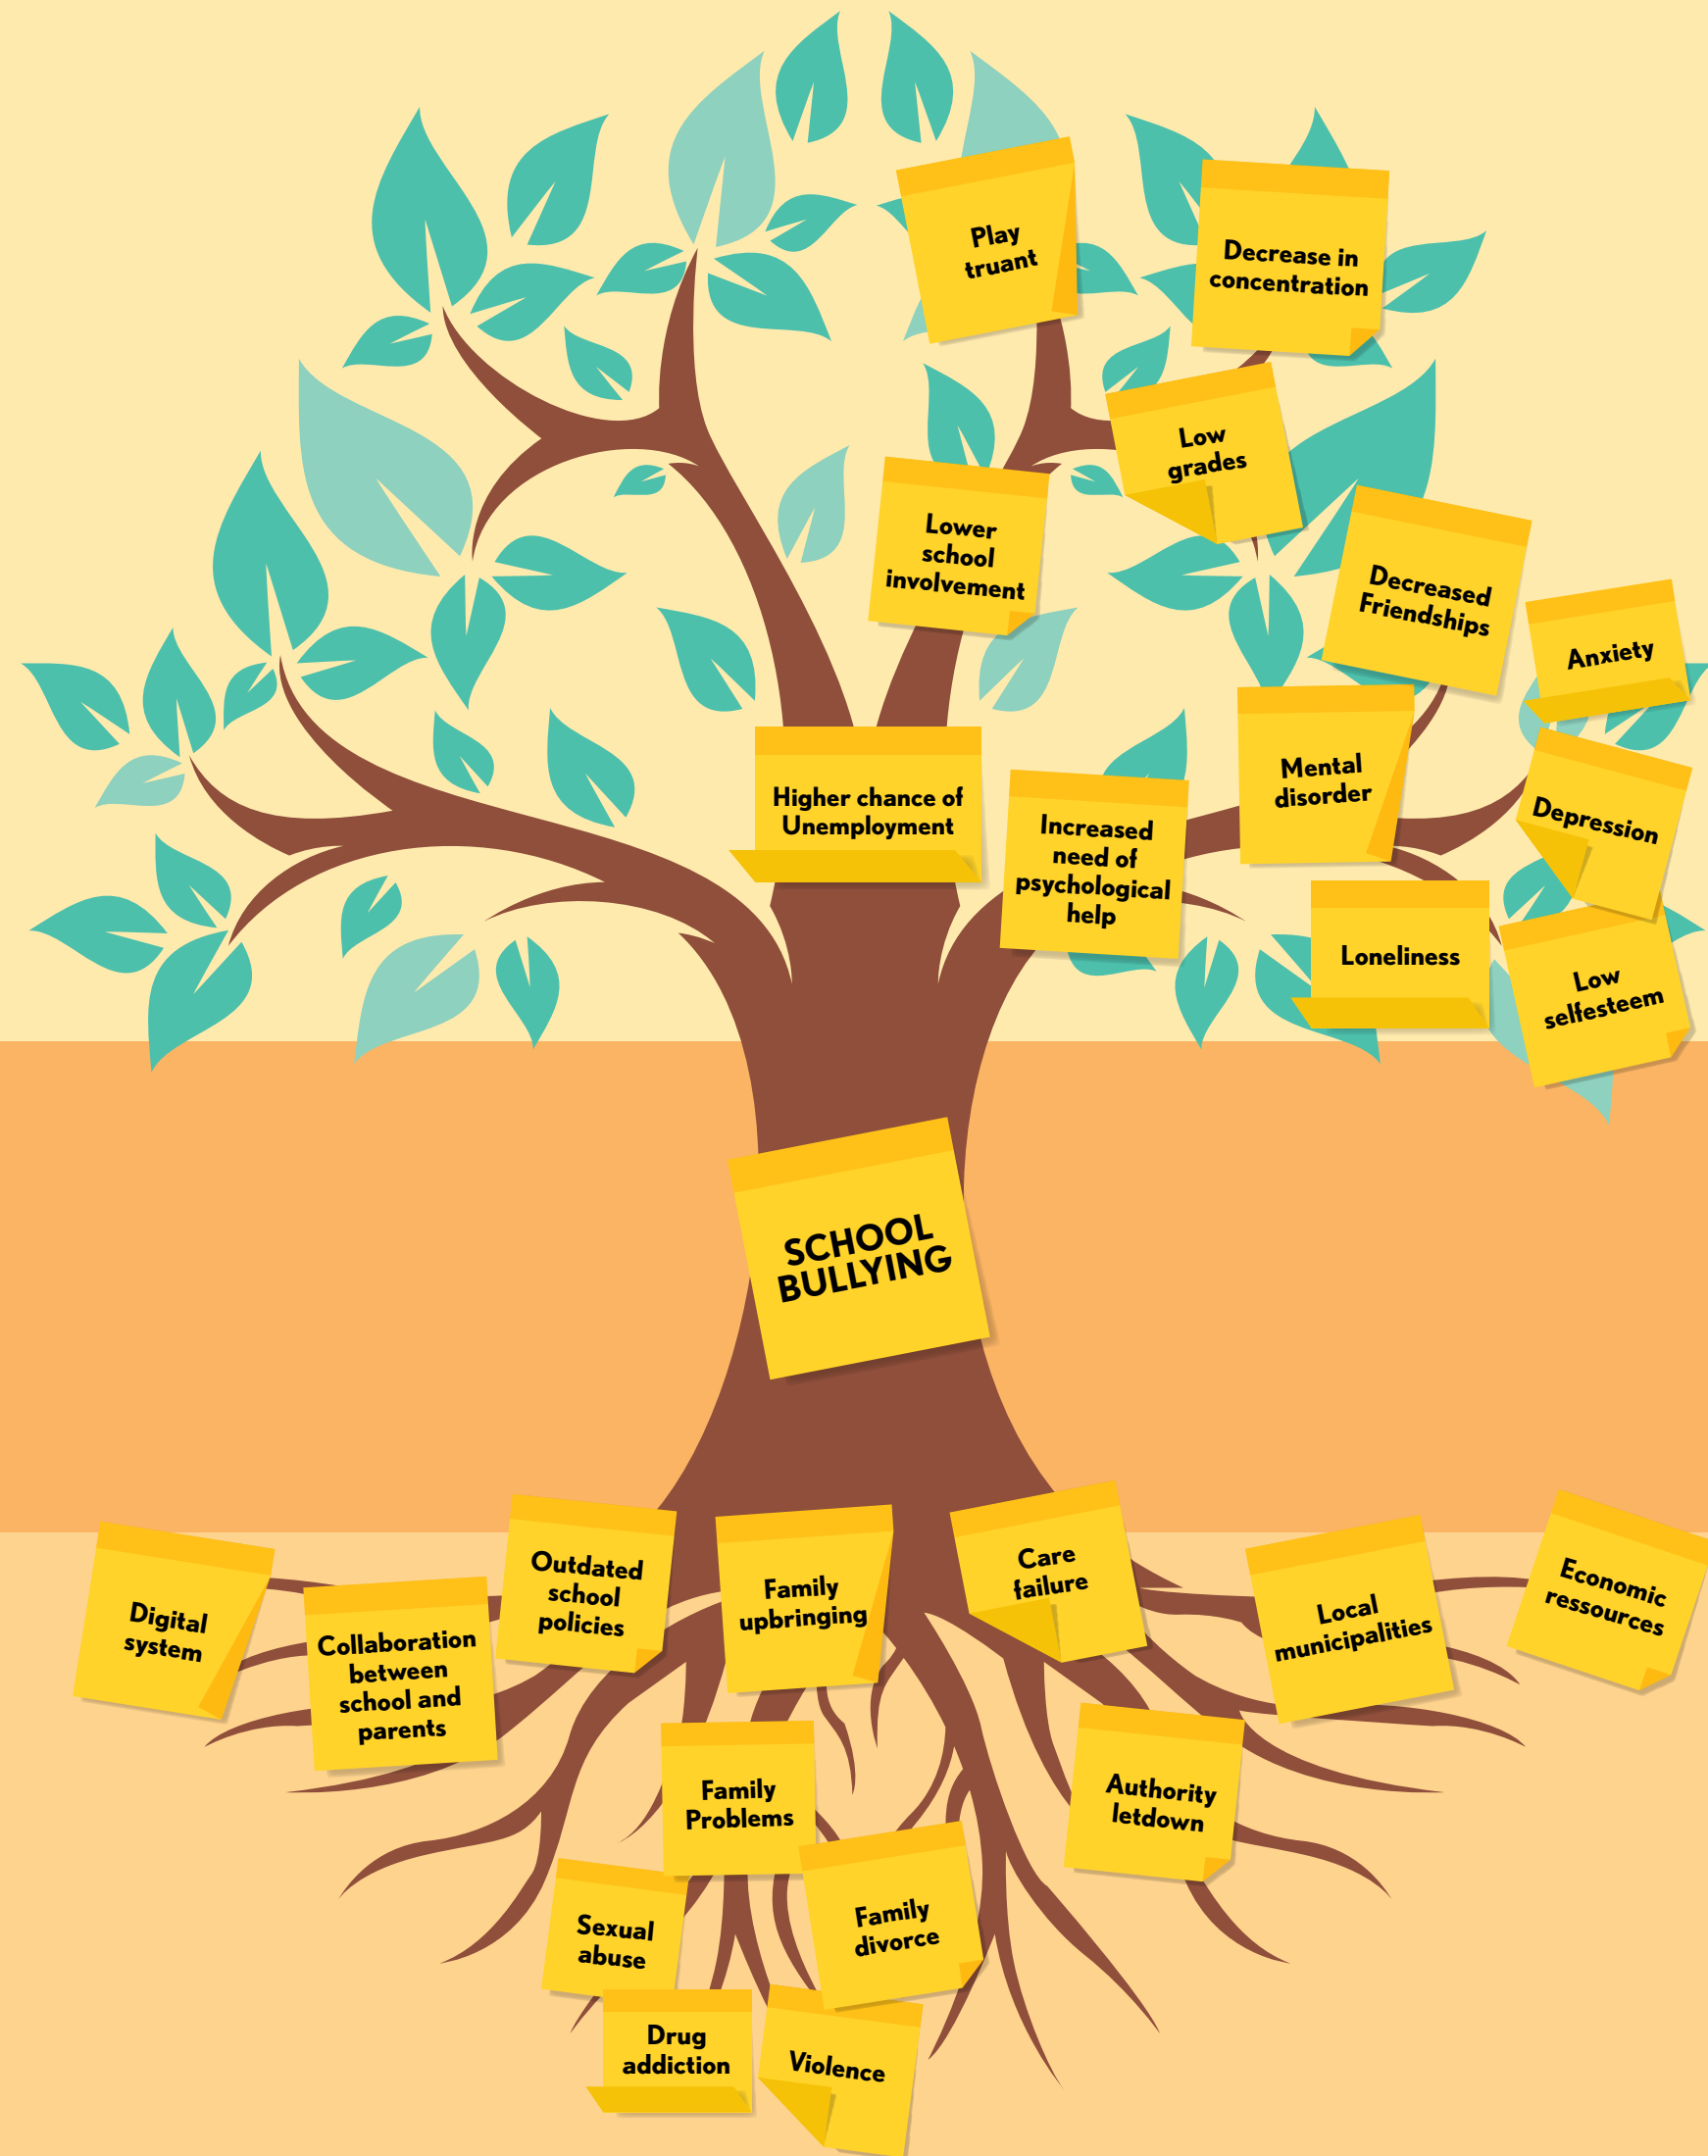 Play
truant
Decrease in
concentration
Low
grades
Lower
school
involvement
Decreased
Friendships
Anxiety
Mental
disorder
Higher chance of
Unemployment
Increased
need of
psychological
help
Depression
Loneliness
Low
selfesteem
SCHOOL
BULLYING
Digital
system
Collaboration
between
school and
parents
Outdated
school
policies
Family
upbringing
Care
failure
Local
municipalities
Economic
ressources
Family
Problems
Authority
letdown
Sexual
abuse
Family
divorce
Drug
addiction
Violence